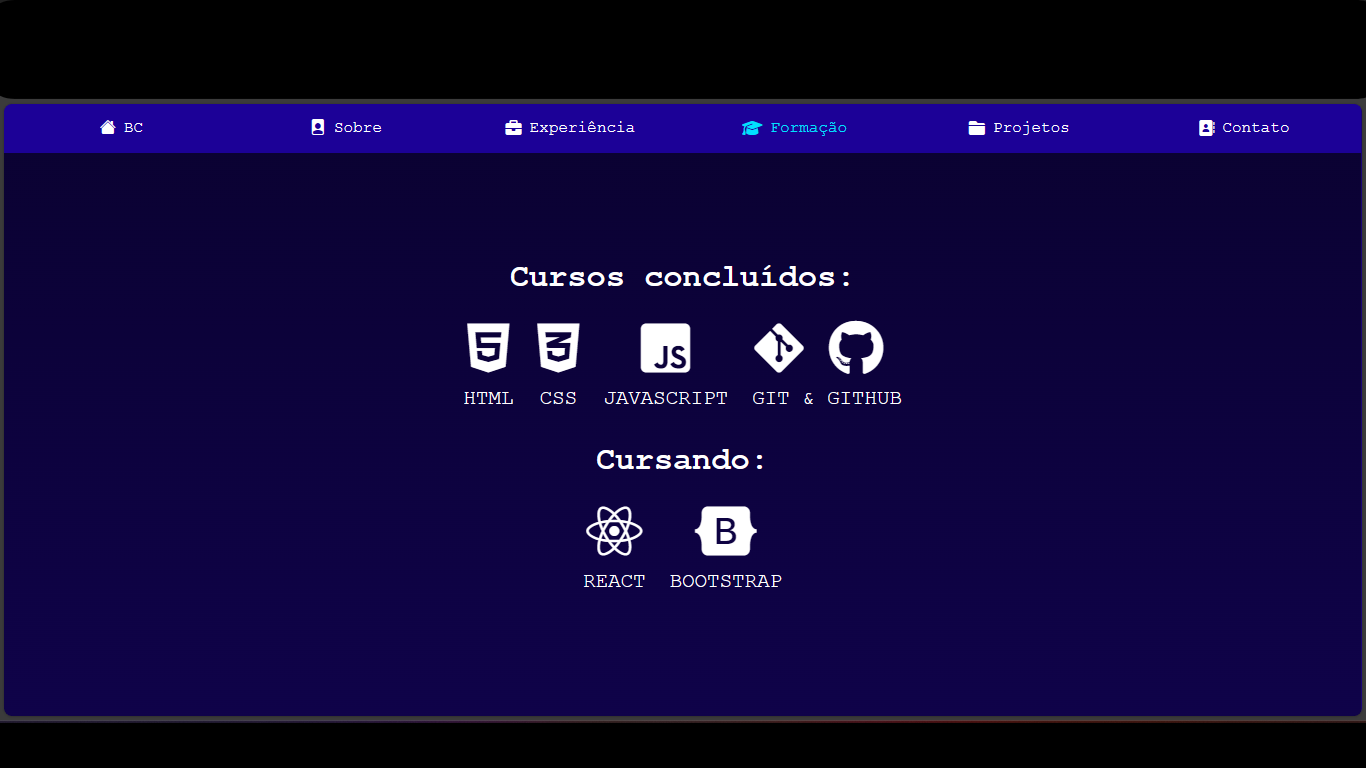 BC Sobre Experiência Formação Projetos Contato
Cursos concluídos:
5 3 JS
HTML CSS JAVASCRIPT GIT & GITHUB
Cursando:
B
REACT BOOTSTRAP